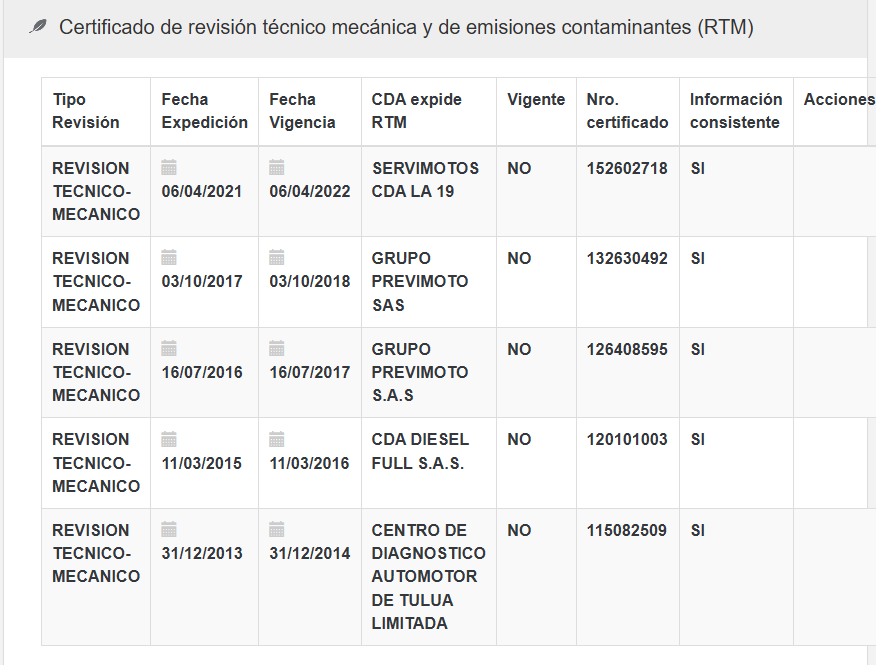 Certificado de revisión técnico mecánica y de emisiones contaminantes (RTM)
Tipo Revisión Fecha Expedición Fecha Vigencia CDA expide RTM Vigente Nro. certificado Información consistente Acciones
REVISION TECNICO-MECANICO 06/04/2021 06/04/2022 SERVIMOTOS CDA LA 19 NO 152602718 SI
REVISION TECNICO-MECANICO 03/10/2017 03/10/2018 GRUPO PREVIMOTO SAS NO 132630492 SI
REVISION TECNICO-MECANICO 16/07/2016 16/07/2017 GRUPO PREVIMOTO S.A.S NO 126408595 SI
REVISION TECNICO-MECANICO 11/03/2015 11/03/2016 CDA DIESEL FULL S.A.S. NO 120101003 SI
REVISION TECNICO-MECANICO 31/12/2013 31/12/2014 CENTRO DE DIAGNOSTICO AUTOMOTOR DE TULUA LIMITADA NO 115082509 SI